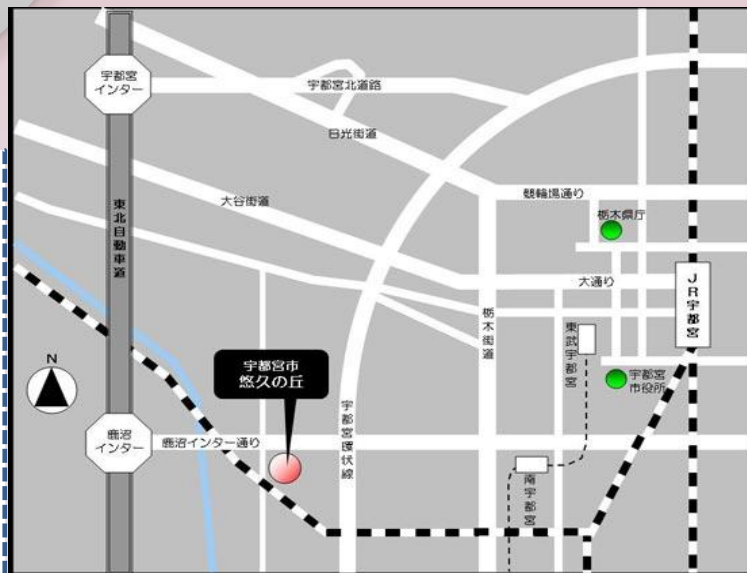 宇都宮
インター
宇都宮北道路
日光街道
競輪場通り
栃木県庁
東北自動車道
大谷街道
大通り
JR宇都宮
栃木街道
東武宇都宮
N
宇都宮市
悠久の丘
宇都宮
市役所
宇都宮環状線
鹿沼
インター
鹿沼インター通り
南宇都宮